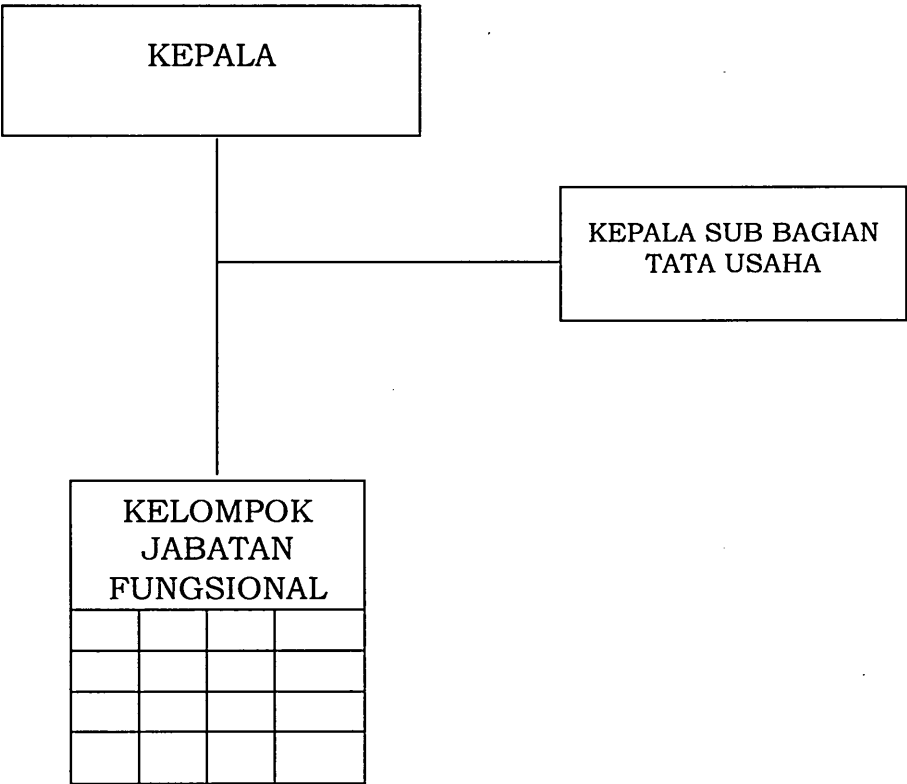 KEPALA
KEPALA SUB BAGIAN
TATA USAHA
KELOMPOK
JABATAN
FUNGSIONAL